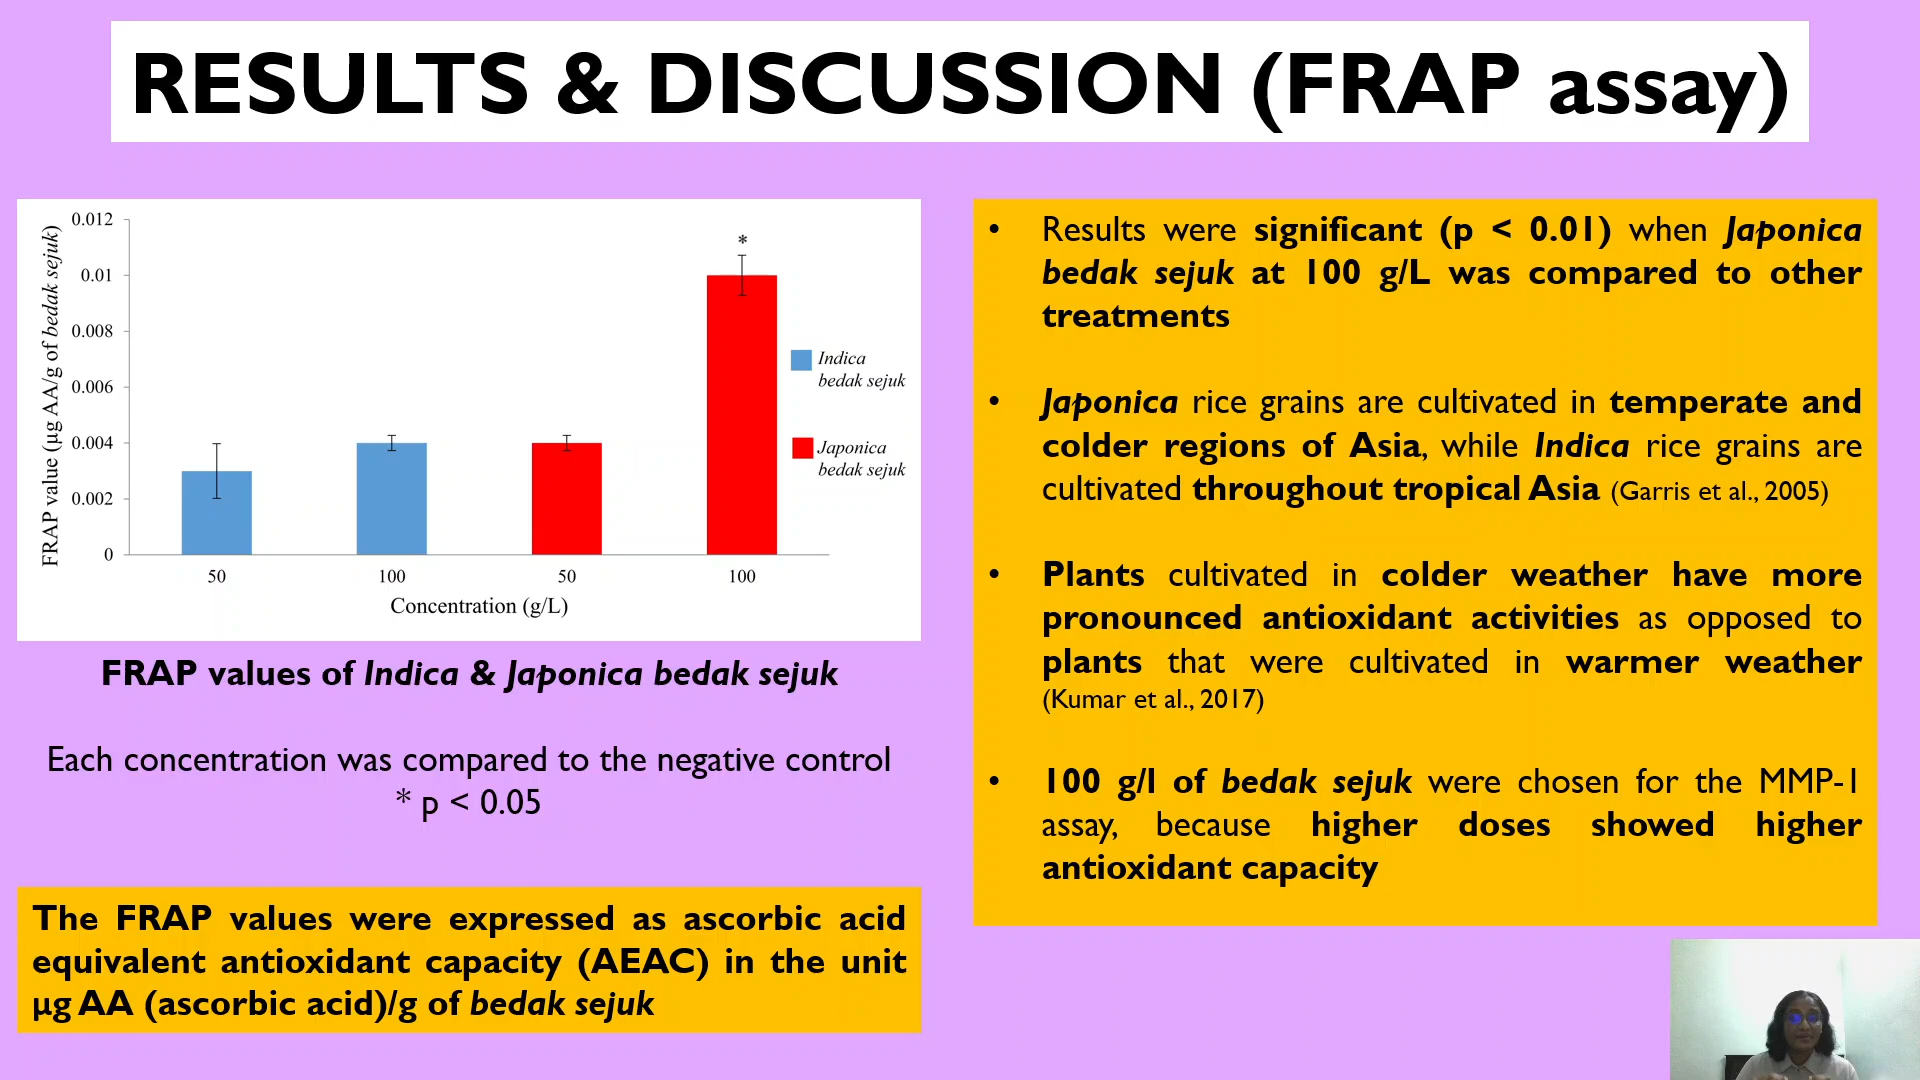 RESULTS & DISCUSSION (FRAP assay)
FRAP value (µg AA/g of bedak sejuk)
0.012
0.01
0.008
0.006
0.004
0.002
0
*
50
100
50
100
Concentration (g/L)
Indica
bedak sejuk
Japonica
bedak sejuk
FRAP values of Indica & Japonica bedak sejuk
Each concentration was compared to the negative control
* p < 0.05
The FRAP values were expressed as ascorbic acid
equivalent antioxidant capacity (AEAC) in the unit
µg AA (ascorbic acid)/g of bedak sejuk
• Results were significant (p < 0.01) when Japonica
bedak sejuk at 100 g/L was compared to other
treatments
• Japonica rice grains are cultivated in temperate and
colder regions of Asia, while Indica rice grains are
cultivated throughout tropical Asia (Garris et al., 2005)
• Plants cultivated in colder weather have more
pronounced antioxidant activities as opposed to
plants that were cultivated in warmer weather
(Kumar et al., 2017)
• 100 g/l of bedak sejuk were chosen for the MMP-1
assay, because higher doses showed higher
antioxidant capacity